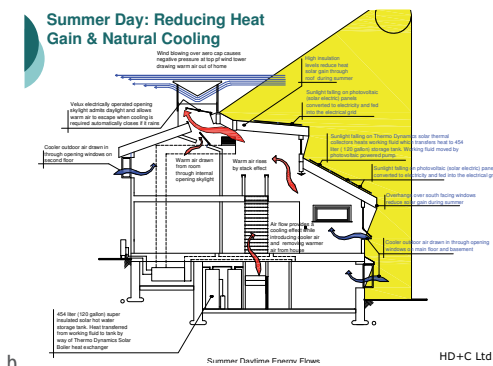 Summer Day: Reducing Heat
Gain & Natural Cooling
Wind blowing over aero cap causes
negative pressure at top pf wind tower
drawing warm air out of home
High insulation
levels reduce heat
solar gain through
roof during summer
Velux electrically operated opening
skylight admits daylight and allows
warm air to escape when cooling is
required automatically closes if it rains
Sunlight falling on photovoltaic
(solar electric) panels
converted to electricity and fed
into the electrical grid
Cooler outdoor air drawn in
through opening windows on
second floor
Sunlight falling on Thermo Dynamics solar thermal
collectors heats working fluid which transfers heat to 454
liter ( 120 gallon) storage tank. Working fluid moved by
photovoltaic powered pump.
Warm air drawn
from room
through internal
opening skylight
Warm air rises
by stack effect
Sunlight falling on photovoltaic (solar electric) pane
converted to electricity and fed into the electrical g
Overhangs over south facing windows
reduce solar gain during summer
Air flow provides a
cooling effect while
introducing cooler air
and removing warmer
air from house
Cooler outdoor air drawn in through opening
windows on main floor and basement
454 liter (120 gallon) super
insulated solar hot water
storage tank. Heat transferred
from working fluid to tank by
way of Thermo Dynamics Solar
Boiler heat exchanger
Summer Daytime Energy Flows
HD+C Ltd
h